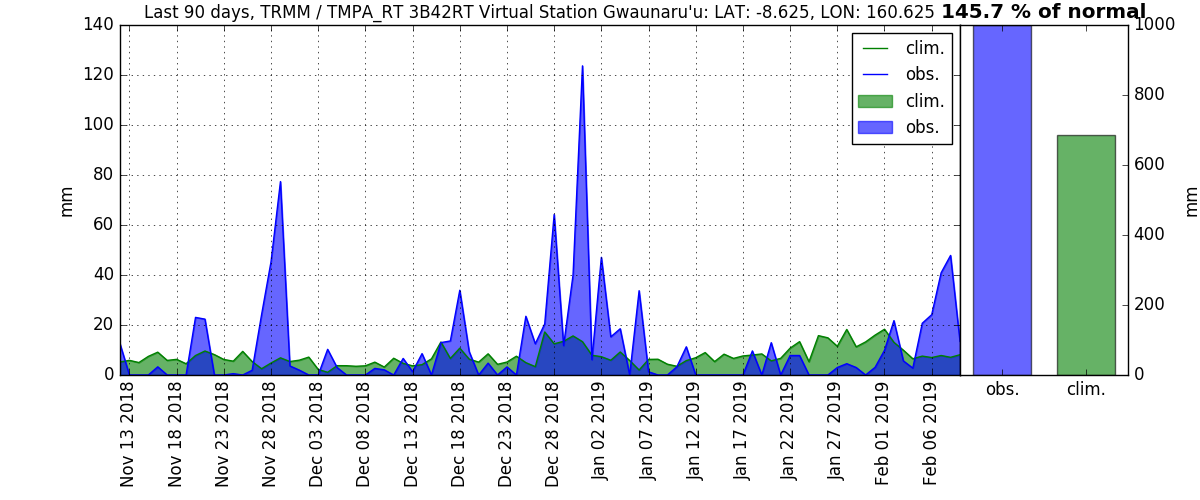 Last 90 days, TRMM / TMPA_RT 3B42RT Virtual Station Gwaunaru'u: LAT: -8.625, LON: 160.625 145.7 % of normal
140
120
100
80
60
40
20
0
mm
clim.
obs.
clim.
obs.
1000
800
600
400
200
0
mm
Nov 13 2018
Nov 18 2018
Nov 23 2018
Nov 28 2018
Dec 03 2018
Dec 08 2018
Dec 13 2018
Dec 18 2018
Dec 23 2018
Dec 28 2018
Jan 02 2019
Jan 07 2019
Jan 12 2019
Jan 17 2019
Jan 22 2019
Jan 27 2019
Feb 01 2019
Feb 06 2019
obs.
clim.